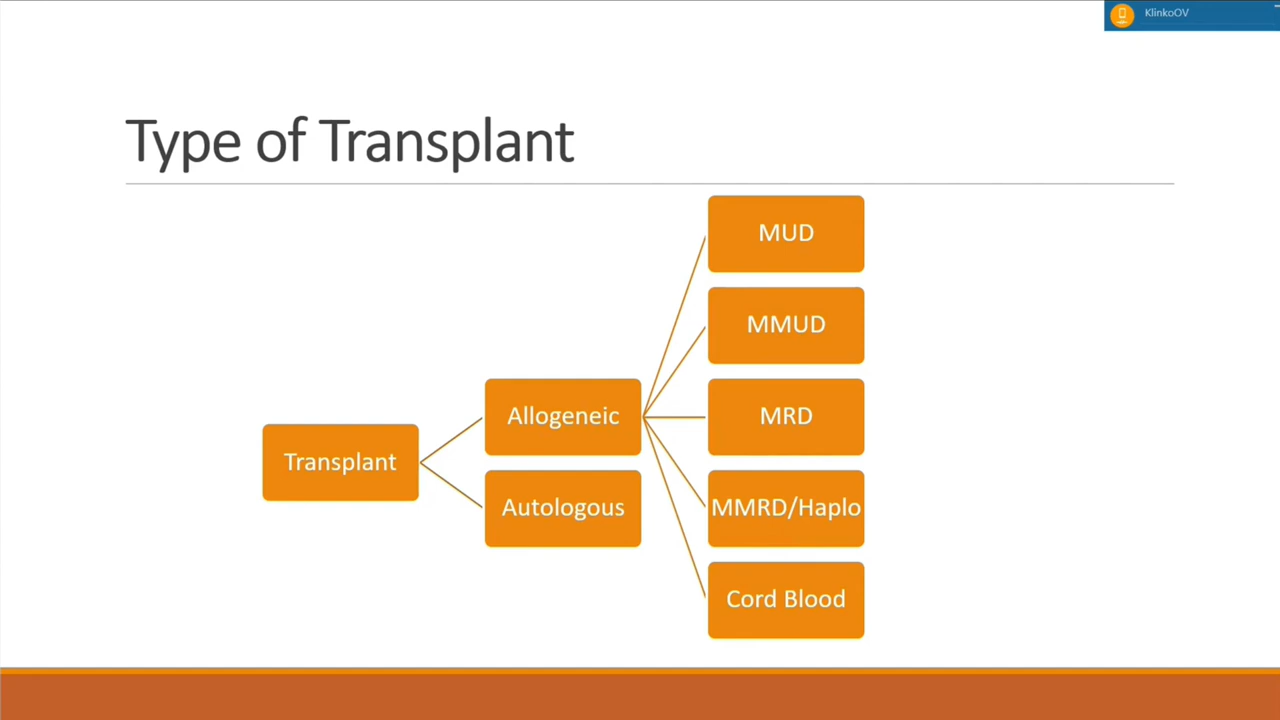 KlinkoOV
Type of Transplant
MUD
MMUD
Allogeneic
MRD
Transplant
Autologous
MMRD/Haplo
Cord Blood